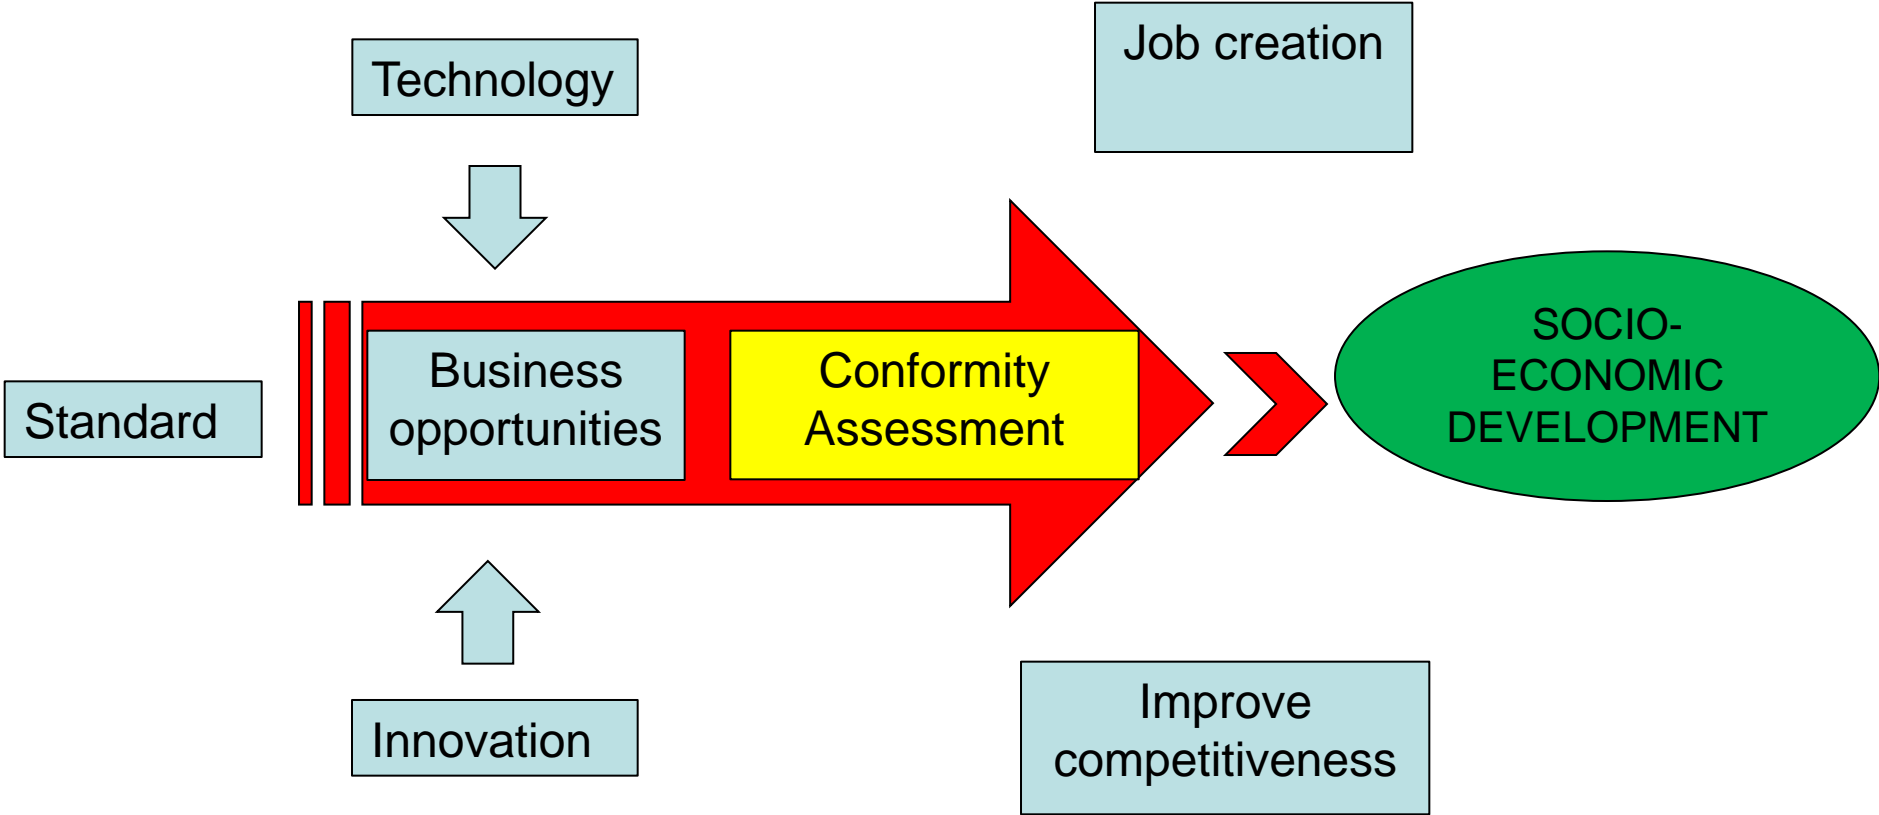 Technology
Job creation
Standard
Business
opportunities
Conformity
Assessment
SOCIO-
ECONOMIC
DEVELOPMENT
Innovation
Improve
competitiveness